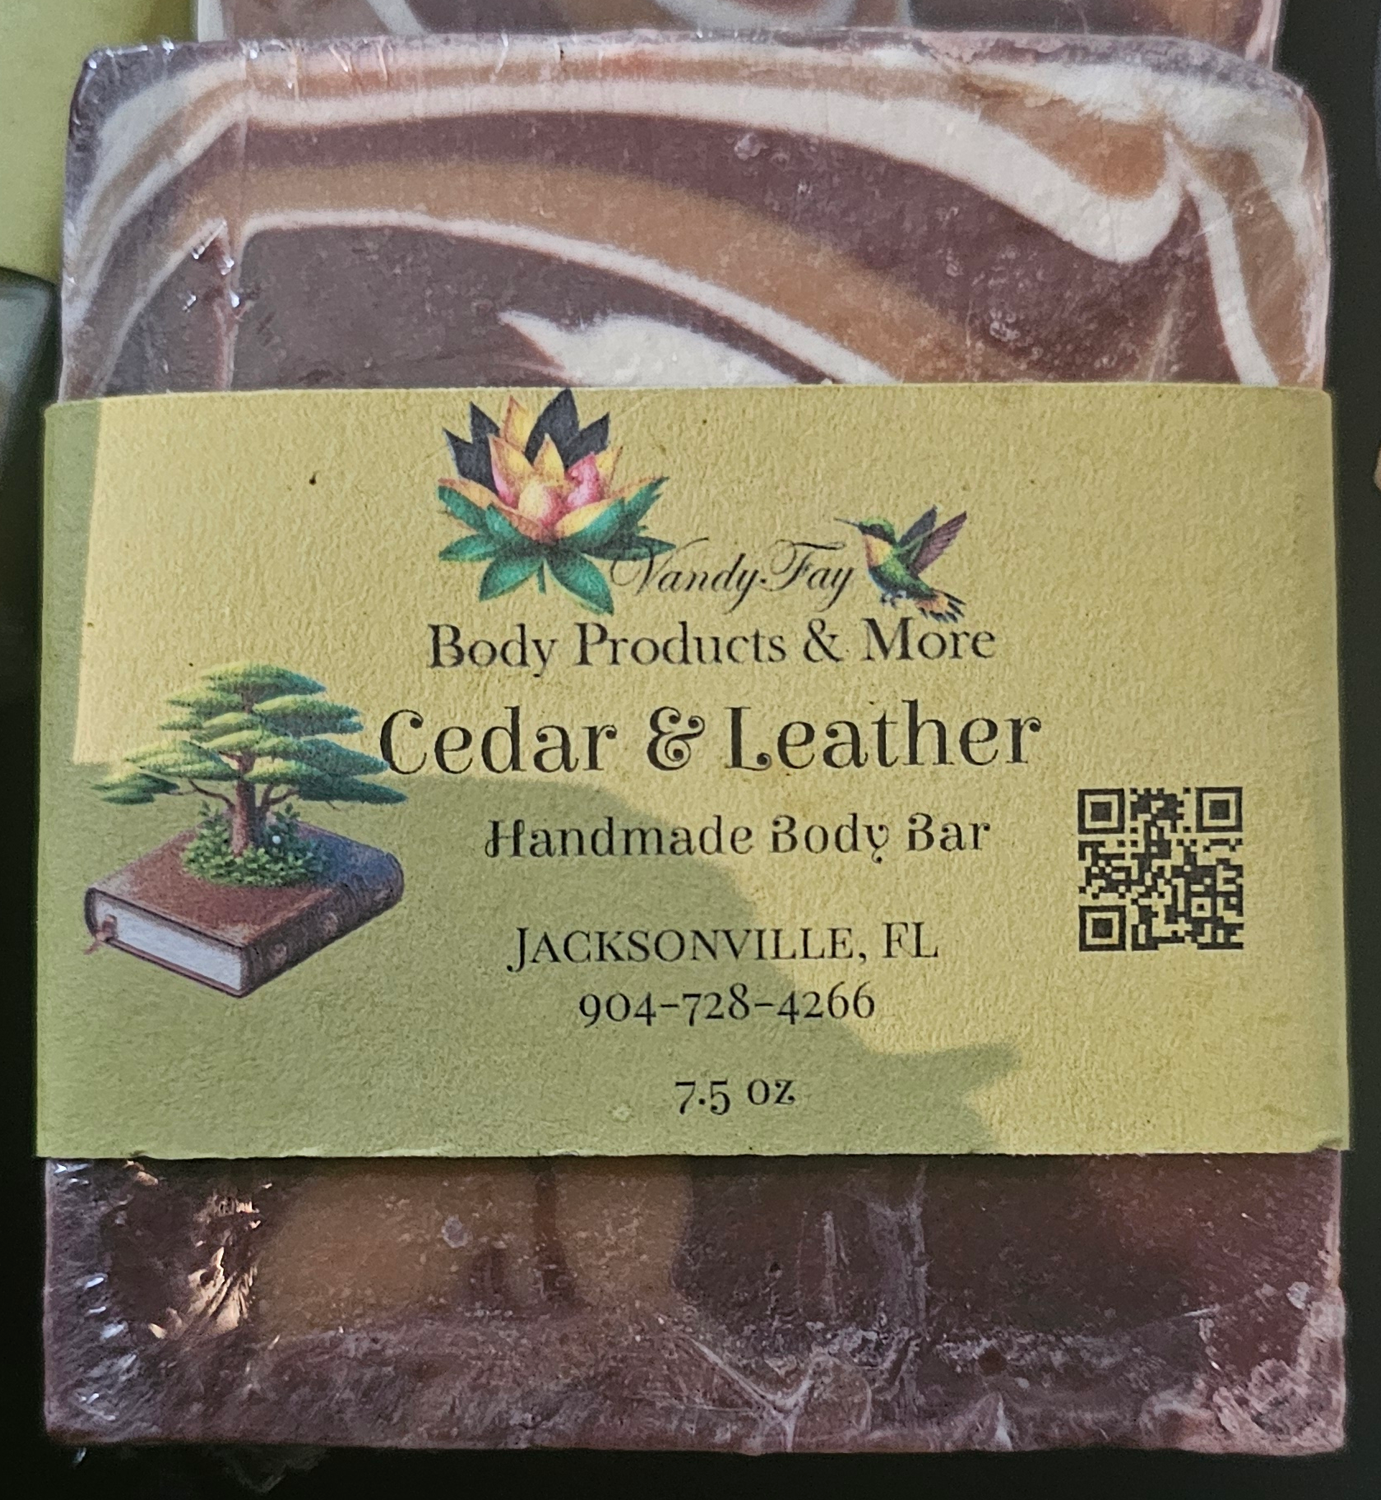 VandyFay
Body Products & More
Cedar & Leather
Handmade Body Bar
JACKSONVILLE, FL
904-728-4266
7.5 oz